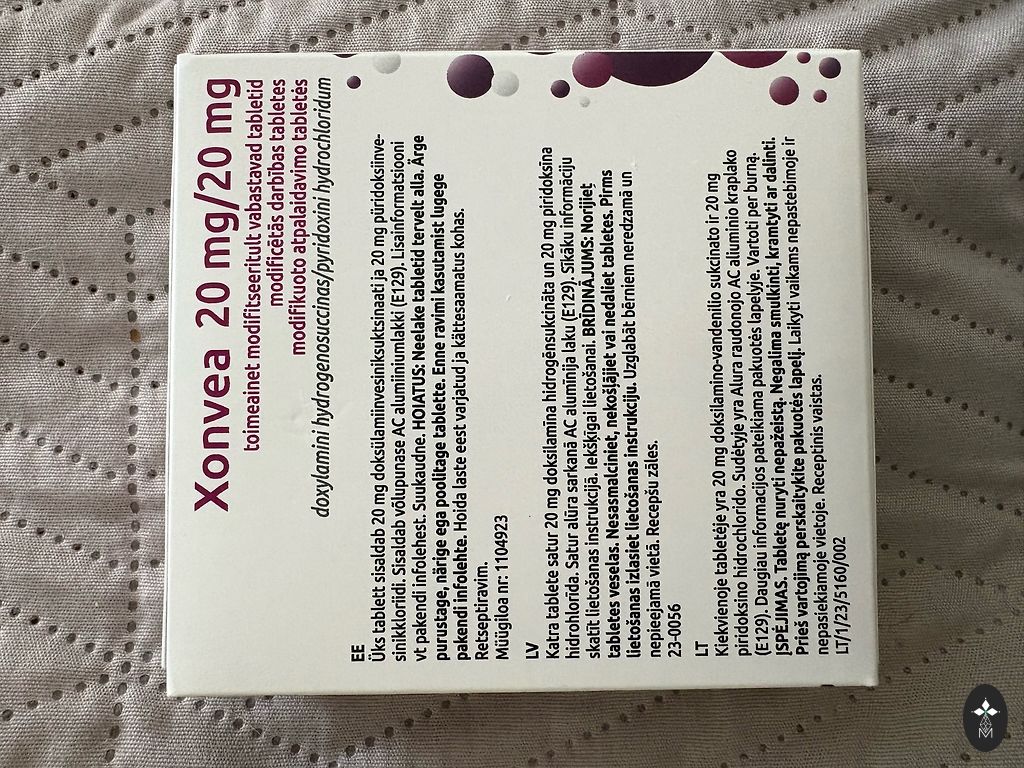 Xonvea 20 mg/20 mg
toimeainet modifitseeritult vabastavad tabletid
modificētās darbības tabletes
modifikuoto atpalaidavimo tabletės
doxylamini hydrogenosuccinas/pyridoxini hydrochloridum
EE
Üks tablett sisaldab 20 mg doksülamiinvesiniksuktsinaati ja 20 mg püridoksiinve-
sinikkloriidi. Sisaldab võlupunase AC alumiiniumlakki (E129). Lisainformatsiooni
vt pakendi infolehest. Suukaudne. HOIATUS: Neelake tabletid tervelt alla. Ärge
purustage, närige ega poolitage tablette. Enne ravimi kasutamist lugege
pakendi infolehte. Hoida laste eest varjatud ja kättesaamatus kohas.
Retseptiravim.
Müügiloa nr: 1104923
LV
Katra tablete satur 20 mg doksilamīna hidrogēnsukcināta un 20 mg piridoksīna
hidrohlorīda. Satur alūra sarkanā AC alumīnija laku (E129). Sīkāku informāciju
skatīt lietošanas instrukcijā. Iekšķīgai lietošanai. BRĪDINĀJUMS: Norijiet
tabletes veselas. Nesasmalciniet, nekošļājiet vai nedaliet tabletes. Pirms
lietošanas izlasiet lietošanas instrukciju. Uzglabāt bērniem neredzamā un
nepieejamā vietā. Recepšu zāles.
23-0056
LT
Kiekvienoje tabletėje yra 20 mg doksilamino-vandenilio sukcinato ir 20 mg
piridoksino hidrochlorido. Sudėtyje yra Alura raudonojo AC aliuminio kraplako
(E129). Daugiau informacijos pateikiama pakuotės lapelyje. Vartoti per burną.
ĮSPĖJIMAS. Tabletę nuryti nepažeistą. Negalima smulkinti, kramtyti ar dalinti.
Prieš vartojimą perskaitykite pakuotės lapelį. Laikyti vaikams nepastebimoje ir
nepasiekiamoje vietoje. Receptinis vaistas.
LT/1/23/5160/002